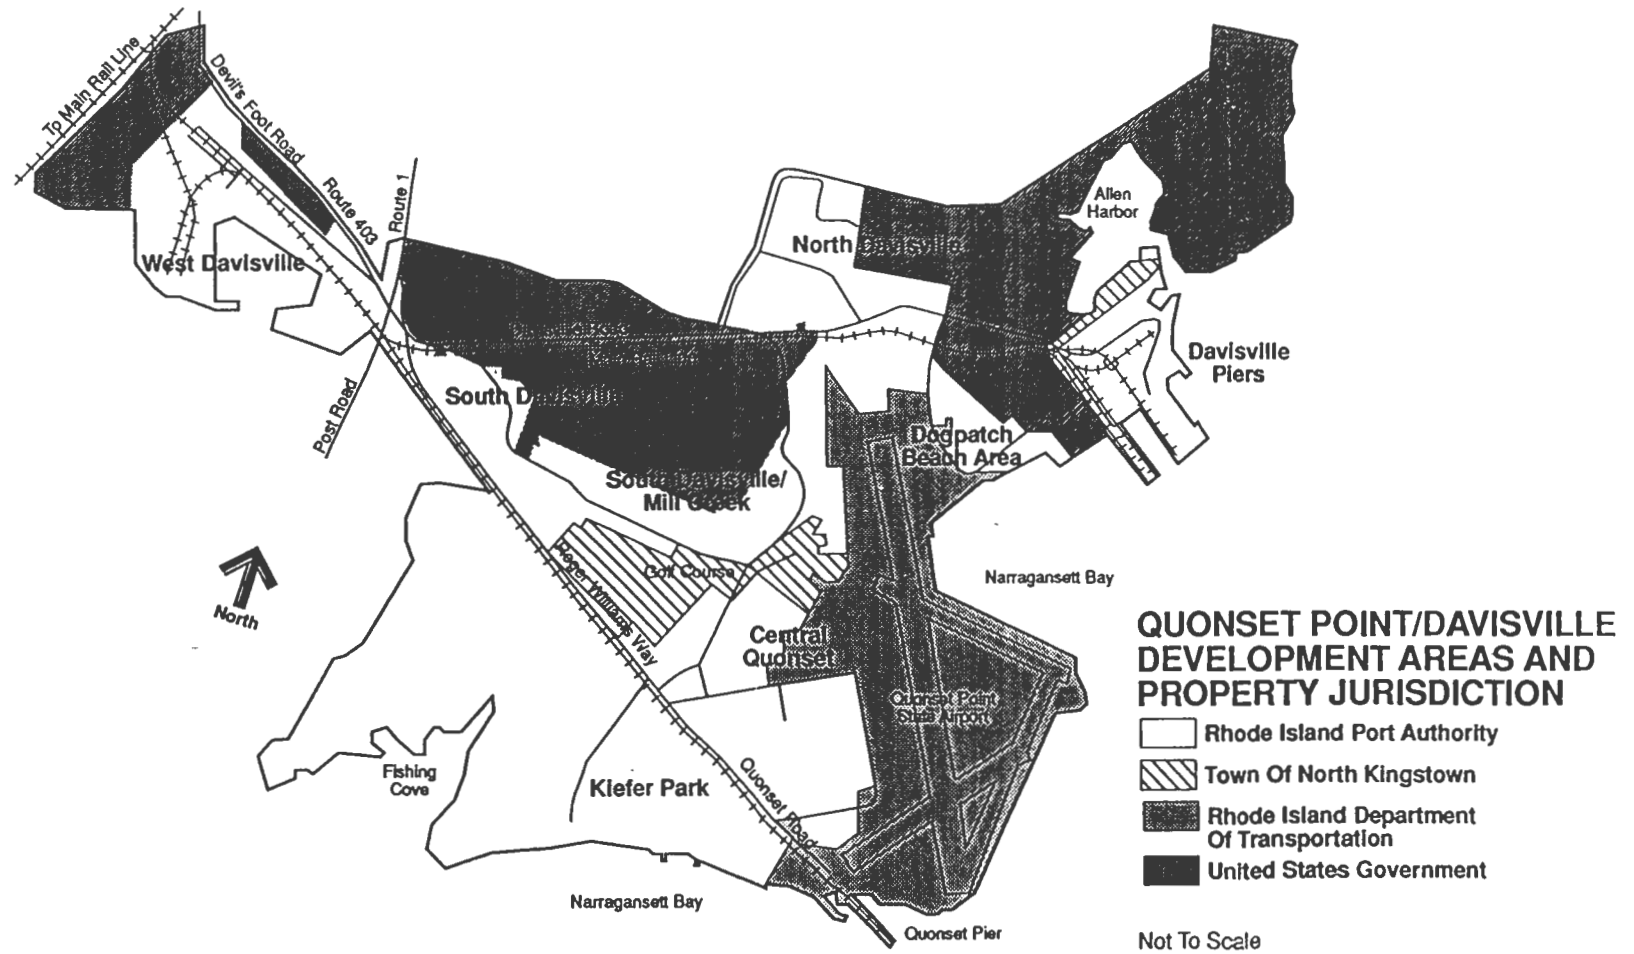 To Main Rail Line
Devil's Foot Road
Route 403
Route 1
West Davisville
Post Road
North Davisville
Allen
Harbor
Davisville
Piers
South Davisville
Dogpatch
Beach Area
South Davisville/
Mill Creek
Golf Course
Roger Williams Way
Narragansett Bay
North
Central
Quonset
Quonset Point
State Airport
Fishing
Cove
Kiefer Park
Quonset Road
Narragansett Bay
Quonset Pier
QUONSET POINT/DAVISVILLE
DEVELOPMENT AREAS AND
PROPERTY JURISDICTION
Rhode Island Port Authority
Town Of North Kingstown
Rhode Island Department
Of Transportation
United States Government
Not To Scale